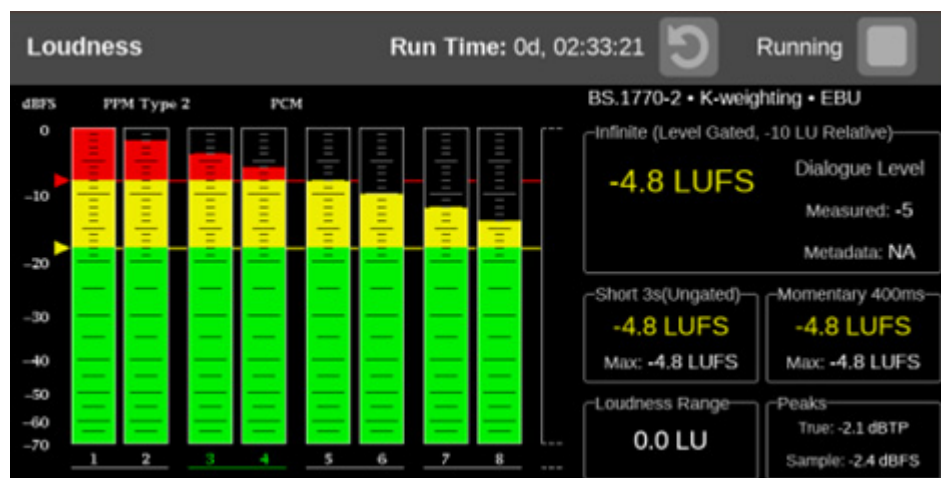 Loudness
Run Time: 0d, 02:33:21
Running
dBFS PPM Type 2 PCM
0
-10
-20
-30
-40
-50
-60
-70
1 2 3 4 5 6 7 8
BS.1770-2 • K-weighting • EBU
Infinite (Level Gated, -10 LU Relative)
-4.8 LUFS
Dialogue Level
Measured: -5
Metadata: NA
Short 3s(Ungated)
-4.8 LUFS
Max: -4.8 LUFS
Momentary 400ms
-4.8 LUFS
Max: -4.8 LUFS
Loudness Range
0.0 LU
Peaks
True: -2.1 dBTP
Sample: -2.4 dBFS